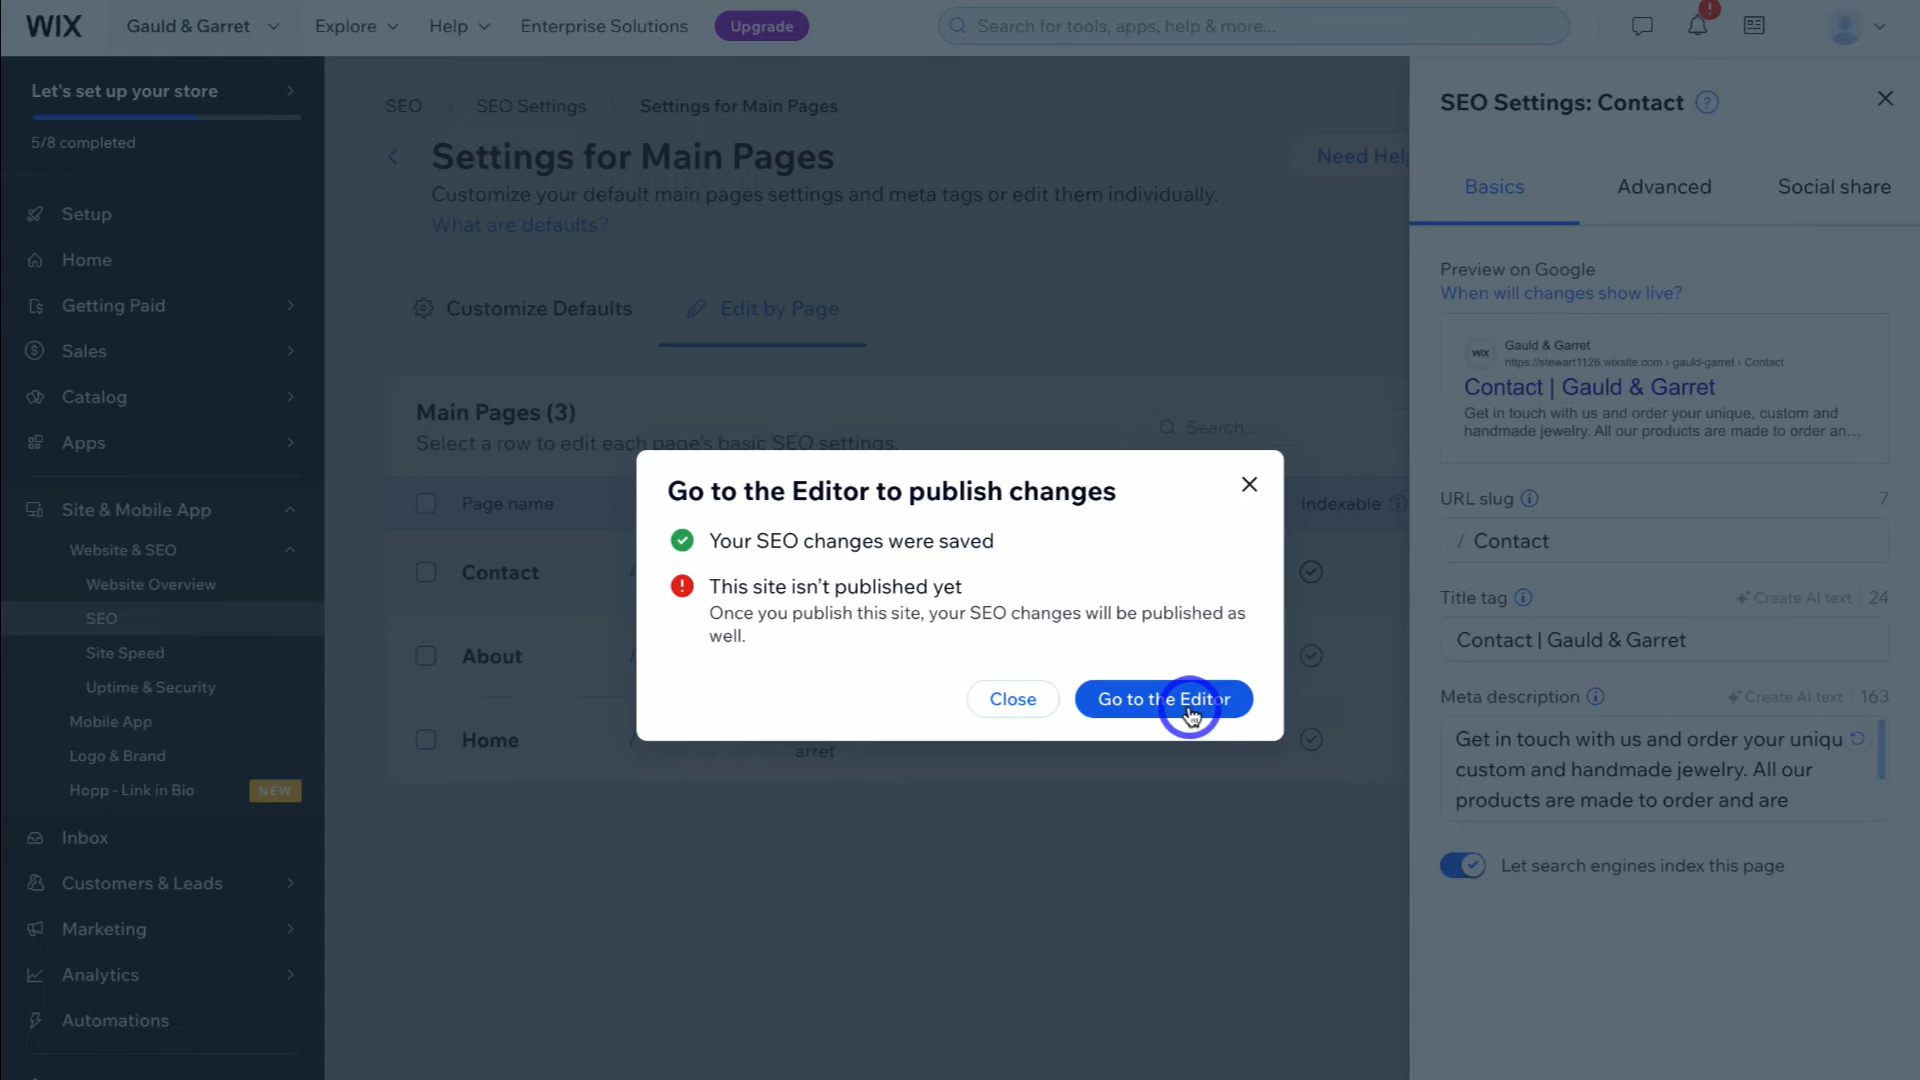 WIX
Gauld & Garret
Explore
Help
Enterprise Solutions
Upgrade
Search for tools, apps, help & more...
!
Let's set up your store
5/8 completed
Setup
Home
Getting Paid
Sales
Catalog
Apps
Site & Mobile App
Website & SEO
Website Overview
SEO
Site Speed
Uptime & Security
Mobile App
Logo & Brand
Hopp - Link in Bio
NEW
Inbox
Customers & Leads
Marketing
Analytics
Automations
SEO
SEO Settings
Settings for Main Pages
Settings for Main Pages
Need Help
Customize your default main pages settings and meta tags or edit them individually.
What are defaults?
Customize Defaults
Edit by Page
Main Pages (3)
Select a row to edit each page's basic SEO settings.
Search...
Page name
Indexable
Contact
About
Home
arret
Go to the Editor to publish changes
Your SEO changes were saved
This site isn't published yet
Once you publish this site, your SEO changes will be published as
well.
Close
Go to the Editor
SEO Settings: Contact
Basics
Advanced
Social share
Preview on Google
When will changes show live?
WIX
Gauld & Garret
https://stewart1126.wixsite.com › gauld-garret › Contact
Contact | Gauld & Garret
Get in touch with us and order your unique, custom and
handmade jewelry. All our products are made to order an...
URL slug
7
/ Contact
Title tag
Create AI text | 24
Contact | Gauld & Garret
Meta description
Create AI text | 163
Get in touch with us and order your uniqu
custom and handmade jewelry. All our
products are made to order and are
Let search engines index this page